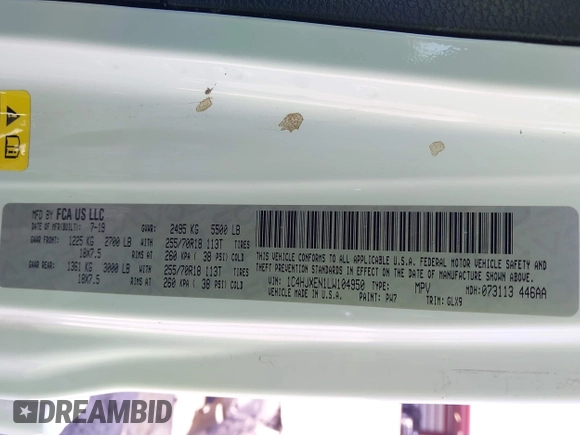 MFD BY FCA US LLC
DATE OF MFR/BUILT: 7-19 GVWR: 2495 KG 5500 LB
GAWR FRONT: 1225 KG 2700 LB WITH 255/70R18 113T TIRES
18X7.5 RIMS AT 260 KPA ( 38 PSI) COLD
GAWR REAR: 1361 KG 3000 LB WITH 255/70R18 113T TIRES
18X7.5 RIMS AT 260 KPA ( 38 PSI) COLD
THIS VEHICLE CONFORMS TO ALL APPLICABLE U.S.A. FEDERAL MOTOR VEHICLE SAFETY AND
THEFT PREVENTION STANDARDS IN EFFECT ON THE DATE OF MANUFACTURE SHOWN ABOVE.
VIN: 1C4HJXEN1LW104950 TYPE: MPV MDH: 073113 446AA
VEHICLE MADE IN U.S.A. PAINT: PW7 TRIM: GLX9
DREAMBID